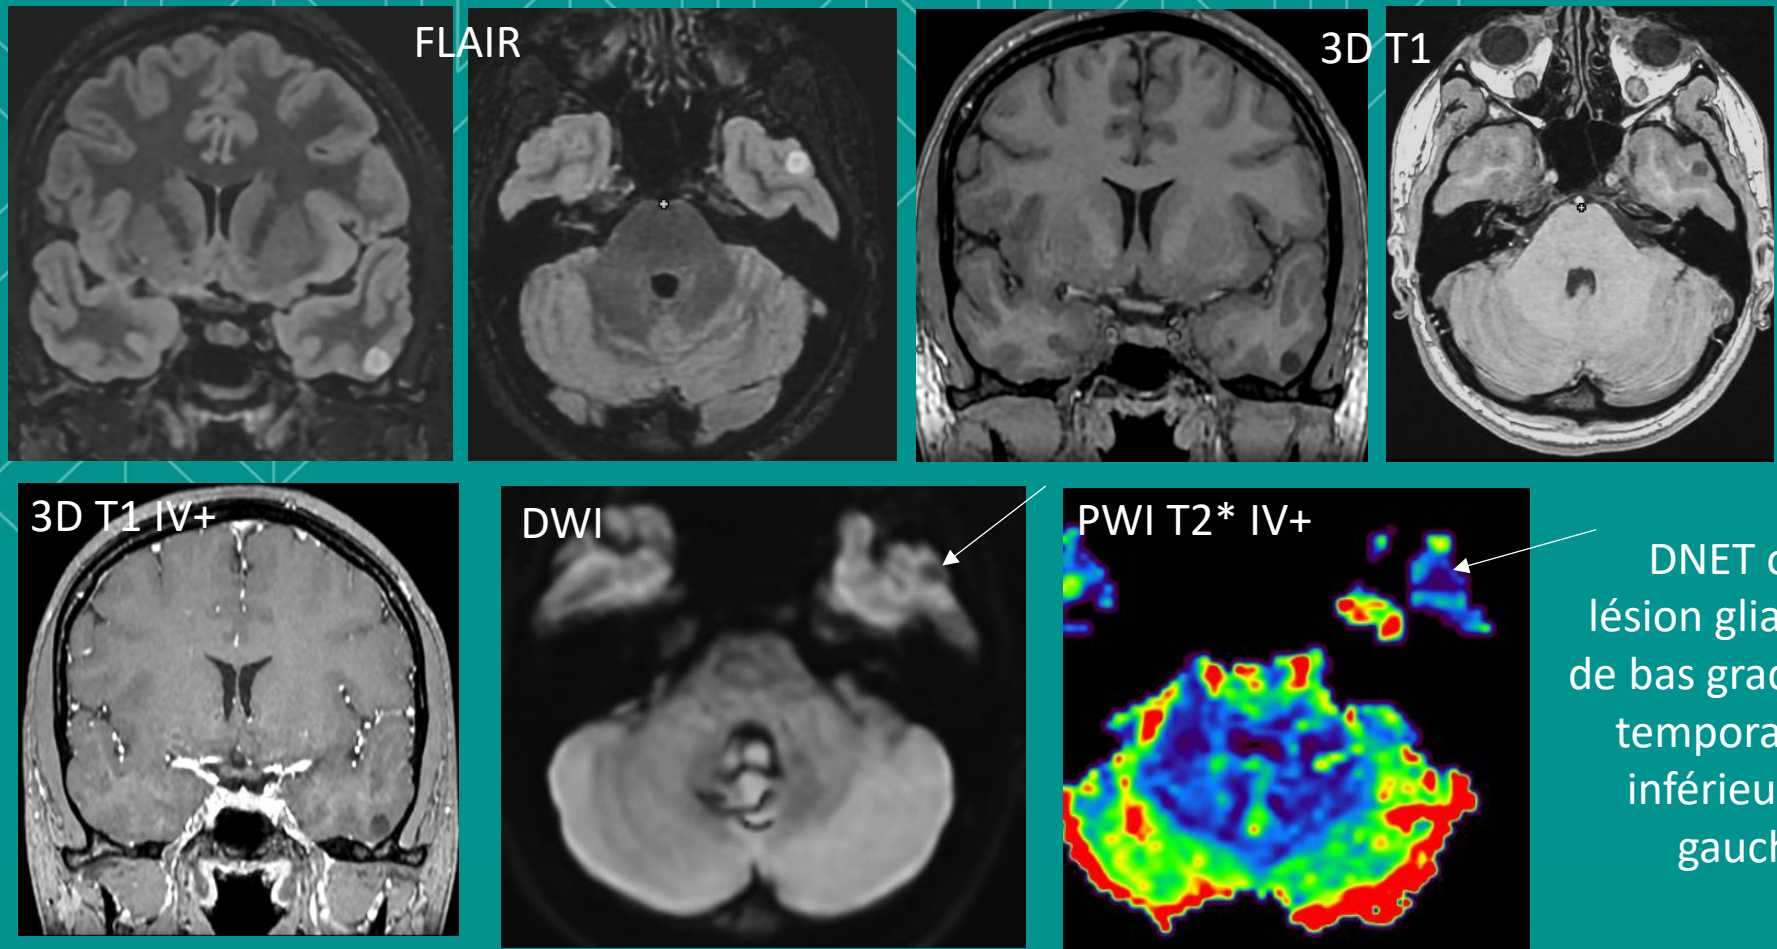 FLAIR
3D T1
3D T1 IV+
DWI
PWI T2* IV+
DNET
lésion glia
de bas grad
tempora
inférieu
gauch